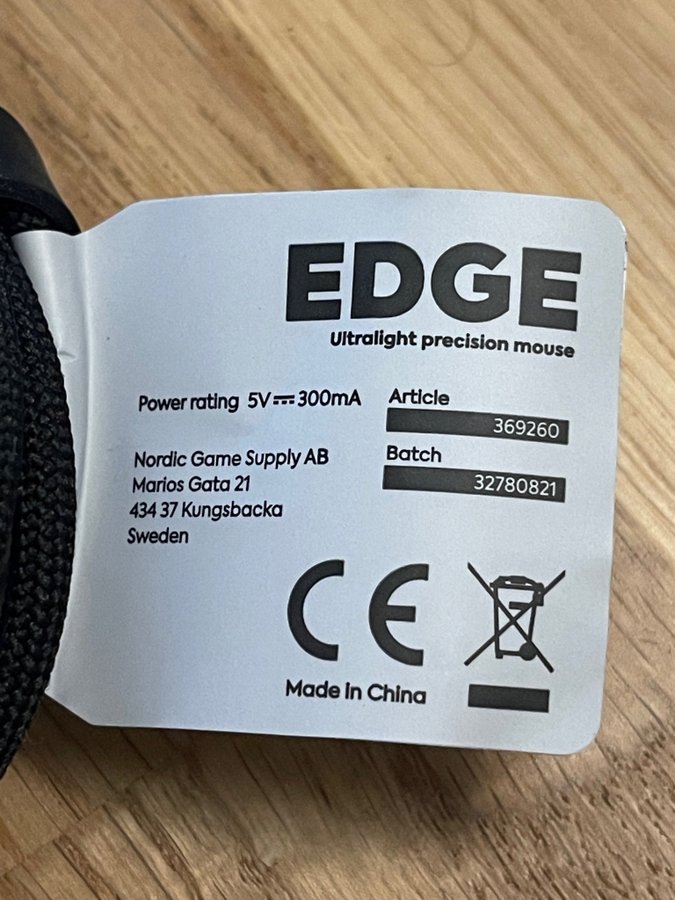 EDGE
Ultralight precision mouse
Power rating 5V⎓300mA
Nordic Game Supply AB
Marios Gata 21
434 37 Kungsbacka
Sweden
Article
369260
Batch
32780821
CE
Made in China